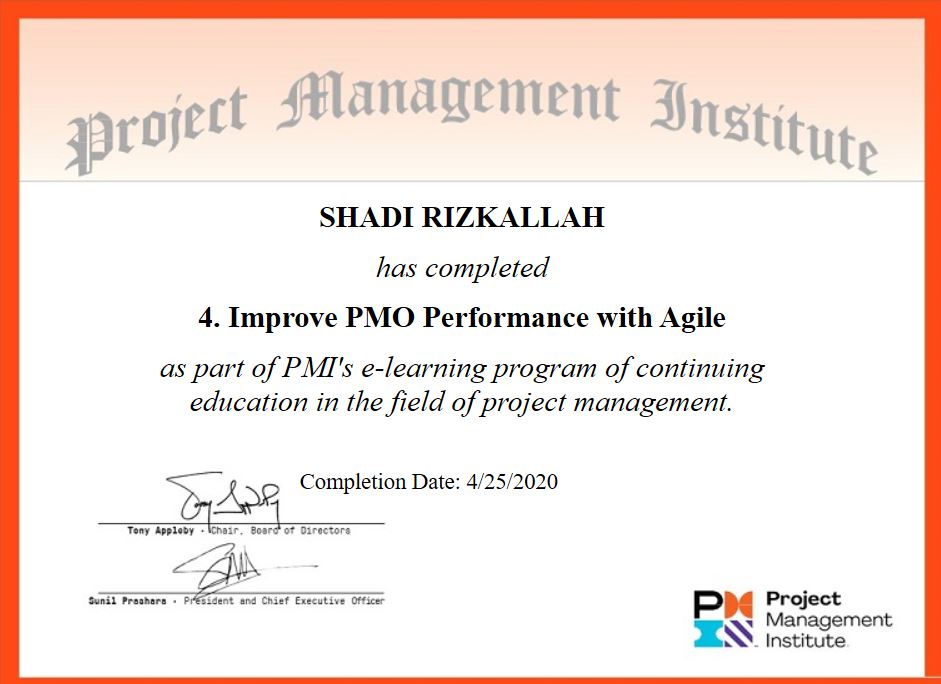 Project Management Institute
SHADI RIZKALLAH
has completed
4. Improve PMO Performance with Agile
as part of PMI's e-learning program of continuing
education in the field of project management.
Completion Date: 4/25/2020
Tony Appleby - Chair, Board of Directors
Sunil Prashara - President and Chief Executive Officer
Project
Management
Institute.